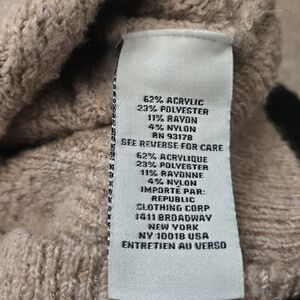 62% ACRYLIC
23% POLYESTER
11% RAYON
4% NYLON
RN 93178
SEE REVERSE FOR CARE
62% ACRYLIQUE
23% POLYESTER
11% RAYONNE
4% NYLON
IMPORTÉ PAR:
REPUBLIC
CLOTHING CORP
1411 BROADWAY
NEW YORK
NY 10018 USA
ENTRETIEN AU VERSO